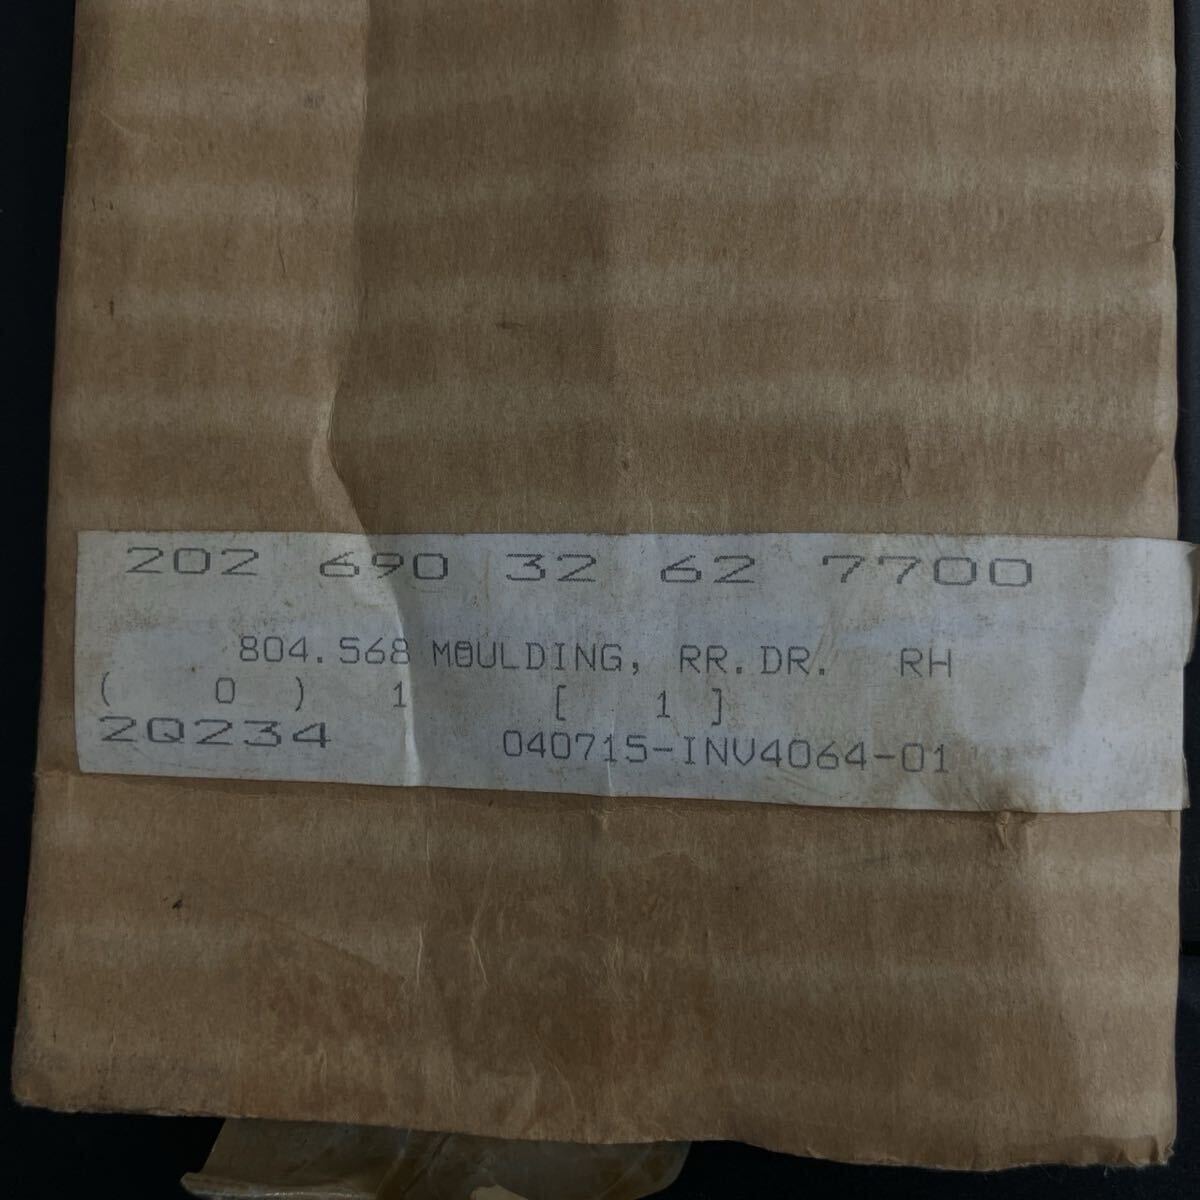 202 690 32 62 7700
804.568 MOULDING, RR.DR. RH
( 0 ) 1 [ 1 ]
2Q234 040715-INV4064-01